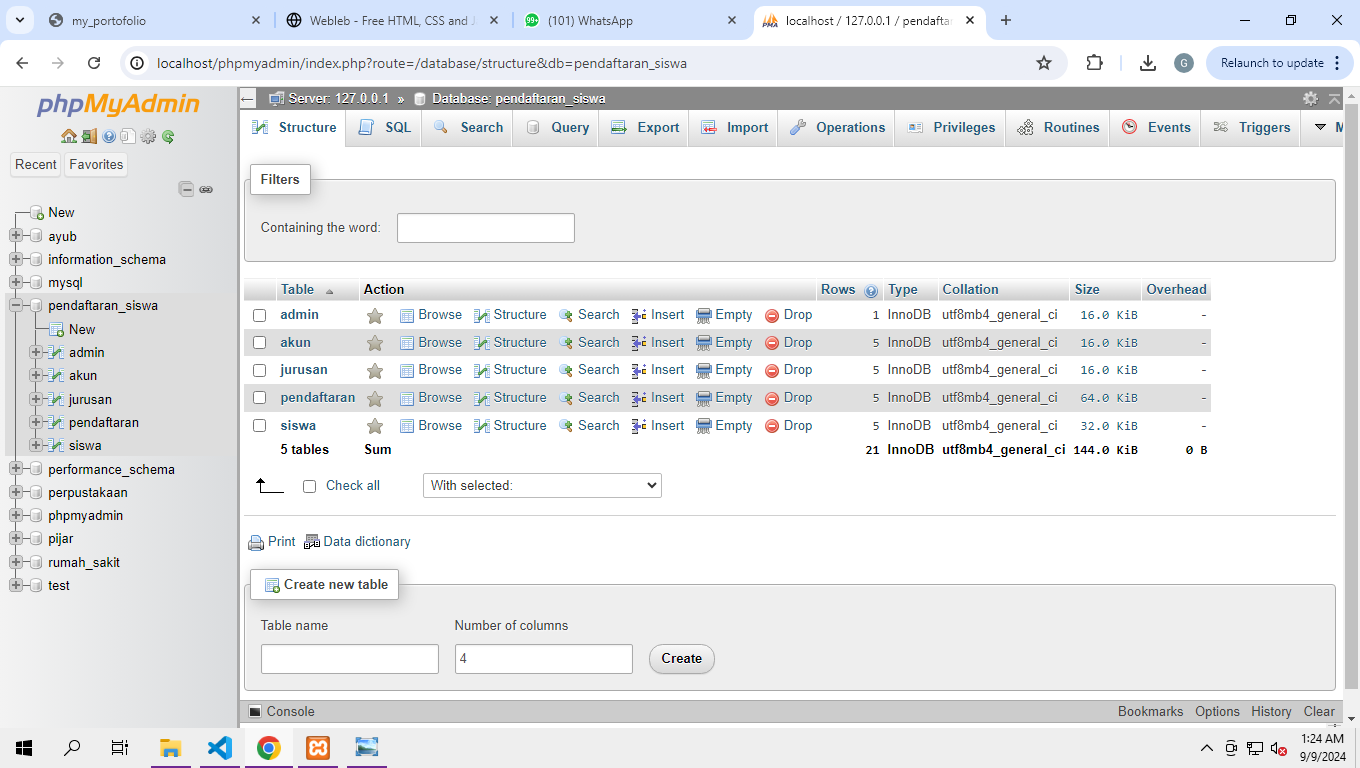 my_portofolio
Webleb - Free HTML, CSS and J
(101) WhatsApp
localhost / 127.0.0.1 / pendaftar
localhost/phpmyadmin/index.php?route=/database/structure&db=pendaftaran_siswa
G
Relaunch to update
phpMyAdmin
Recent Favorites
New
ayub
information_schema
mysql
pendaftaran_siswa
New
admin
akun
jurusan
pendaftaran
siswa
performance_schema
perpustakaan
phpmyadmin
pijar
rumah_sakit
test
Server: 127.0.0.1 » Database: pendaftaran_siswa
Structure SQL Search Query Export Import Operations Privileges Routines Events Triggers M
Filters
Containing the word:
Table Action Rows Type Collation Size Overhead
admin Browse Structure Search Insert Empty Drop 1 InnoDB utf8mb4_general_ci 16.0 KiB -
akun Browse Structure Search Insert Empty Drop 5 InnoDB utf8mb4_general_ci 16.0 KiB -
jurusan Browse Structure Search Insert Empty Drop 5 InnoDB utf8mb4_general_ci 16.0 KiB -
pendaftaran Browse Structure Search Insert Empty Drop 5 InnoDB utf8mb4_general_ci 64.0 KiB -
siswa Browse Structure Search Insert Empty Drop 5 InnoDB utf8mb4_general_ci 32.0 KiB -
5 tables Sum 21 InnoDB utf8mb4_general_ci 144.0 KiB 0 B
Check all With selected:
Print Data dictionary
Create new table
Table name Number of columns
4 Create
Console Bookmarks Options History Clear
1:24 AM
9/9/2024